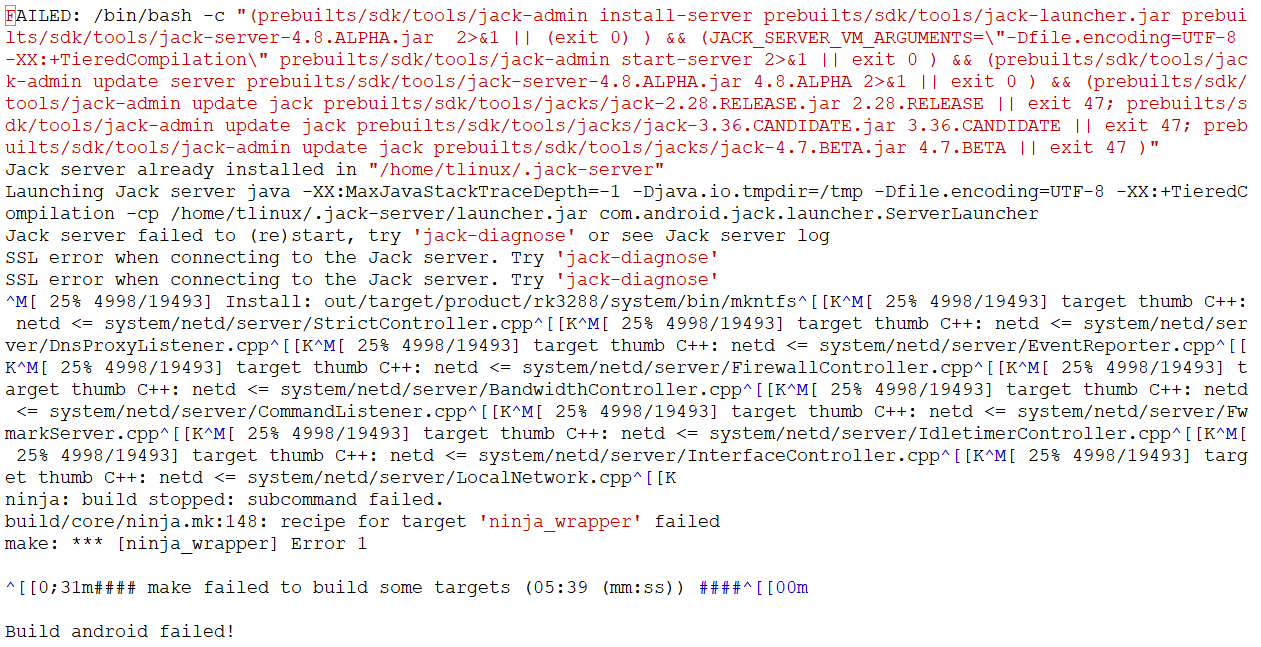 FAILED: /bin/bash -c "(prebuilts/sdk/tools/jack-admin install-server prebuilts/sdk/tools/jack-launcher.jar prebui
lts/sdk/tools/jack-server-4.8.ALPHA.jar  2>&1 || (exit 0) ) && (JACK_SERVER_VM_ARGUMENTS=\"-Dfile.encoding=UTF-8
-XX:+TieredCompilation\" prebuilts/sdk/tools/jack-admin start-server 2>&1 || exit 0 ) && (prebuilts/sdk/tools/jac
k-admin update server prebuilts/sdk/tools/jack-server-4.8.ALPHA.jar 4.8.ALPHA 2>&1 || exit 0 ) && (prebuilts/sdk/
tools/jack-admin update jack prebuilts/sdk/tools/jacks/jack-2.28.RELEASE.jar 2.28.RELEASE || exit 47; prebuilts/s
dk/tools/jack-admin update jack prebuilts/sdk/tools/jacks/jack-3.36.CANDIDATE.jar 3.36.CANDIDATE || exit 47; preb
uilts/sdk/tools/jack-admin update jack prebuilts/sdk/tools/jacks/jack-4.7.BETA.jar 4.7.BETA || exit 47 )"
Jack server already installed in "/home/tlinux/.jack-server"
Launching Jack server java -XX:MaxJavaStackTraceDepth=-1 -Djava.io.tmpdir=/tmp -Dfile.encoding=UTF-8 -XX:+TieredC
ompilation -cp /home/tlinux/.jack-server/launcher.jar com.android.jack.launcher.ServerLauncher
Jack server failed to (re)start, try 'jack-diagnose' or see Jack server log
SSL error when connecting to the Jack server. Try 'jack-diagnose'
SSL error when connecting to the Jack server. Try 'jack-diagnose'
^M[ 25% 4998/19493] Install: out/target/product/rk3288/system/bin/mkntfs^[[K^M[ 25% 4998/19493] target thumb C++:
 netd <= system/netd/server/StrictController.cpp^[[K^M[ 25% 4998/19493] target thumb C++: netd <= system/netd/ser
ver/DnsProxyListener.cpp^[[K^M[ 25% 4998/19493] target thumb C++: netd <= system/netd/server/EventReporter.cpp^[[
K^M[ 25% 4998/19493] target thumb C++: netd <= system/netd/server/FirewallController.cpp^[[K^M[ 25% 4998/19493] t
arget thumb C++: netd <= system/netd/server/BandwidthController.cpp^[[K^M[ 25% 4998/19493] target thumb C++: netd
 <= system/netd/server/CommandListener.cpp^[[K^M[ 25% 4998/19493] target thumb C++: netd <= system/netd/server/Fw
markServer.cpp^[[K^M[ 25% 4998/19493] target thumb C++: netd <= system/netd/server/IdletimerController.cpp^[[K^M[
 25% 4998/19493] target thumb C++: netd <= system/netd/server/InterfaceController.cpp^[[K^M[ 25% 4998/19493] targ
et thumb C++: netd <= system/netd/server/LocalNetwork.cpp^[[K
ninja: build stopped: subcommand failed.
build/core/ninja.mk:148: recipe for target 'ninja_wrapper' failed
make: *** [ninja_wrapper] Error 1
^[[0;31m#### make failed to build some targets (05:39 (mm:ss)) ####^[[00m
Build android failed!